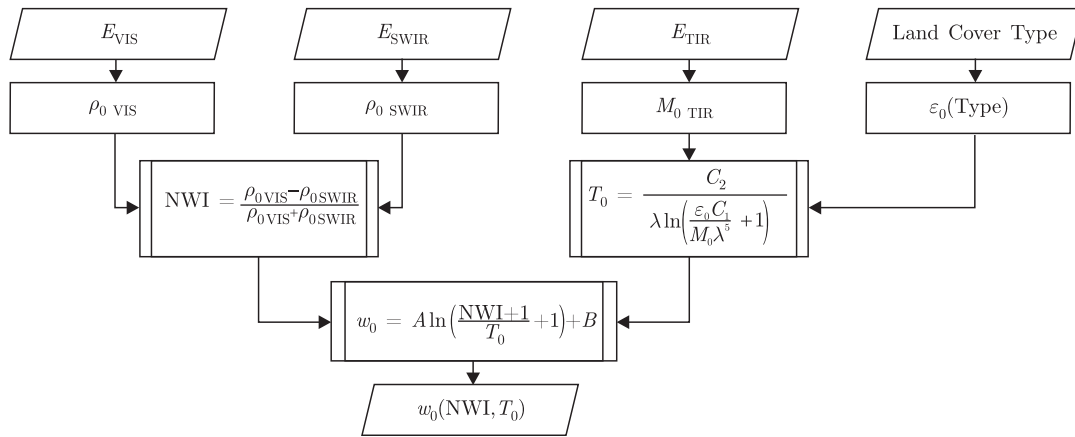 E_VIS
E_SWIR
E_TIR
Land Cover Type
ρ_0 VIS
ρ_0 SWIR
M_0 TIR
ε_0(Type)
NWI = (ρ_0VIS − ρ_0SWIR) / (ρ_0VIS + ρ_0SWIR)
T_0 = C_2 / (λ ln(ε_0 C_1 / (M_0 λ^5) + 1))
w_0 = A ln((NWI+1)/T_0 + 1) + B
w_0(NWI, T_0)